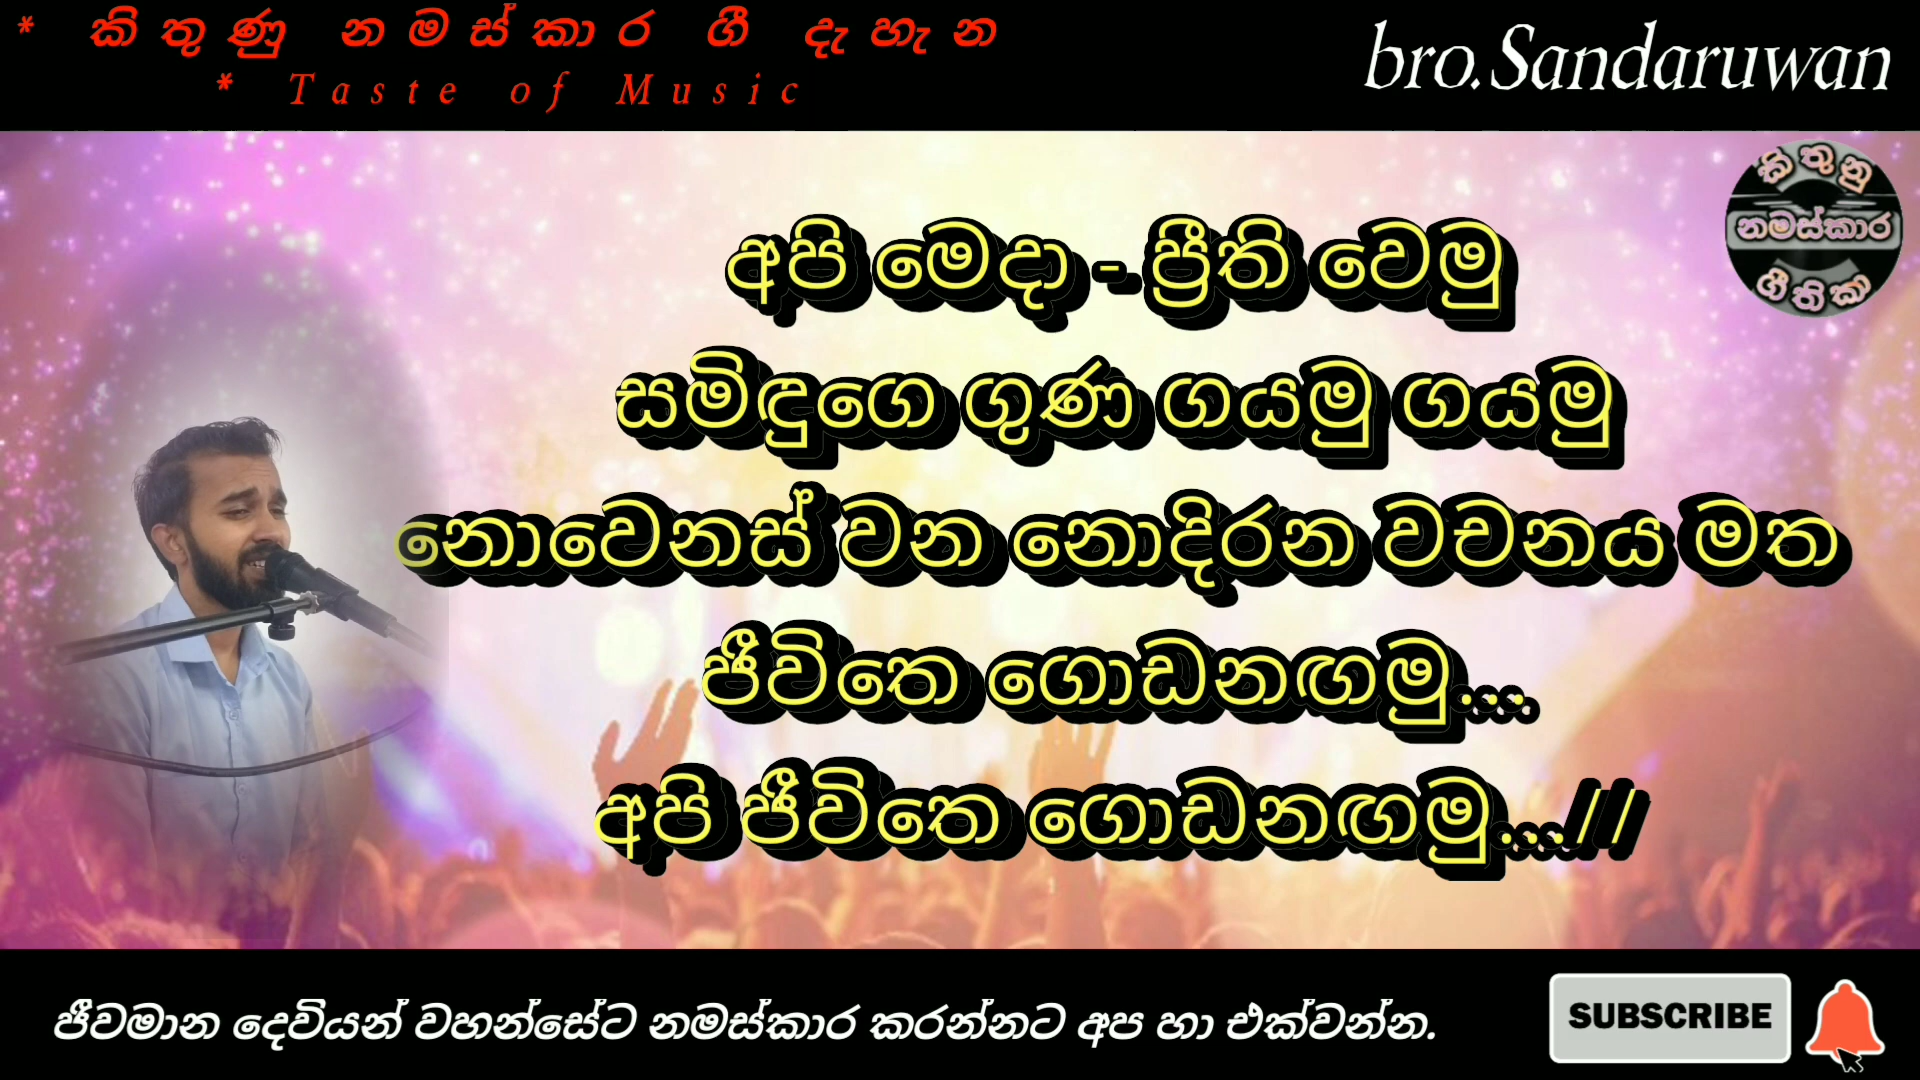 * කිතුණු නමස්කාර ගී දැහැන
* Taste of Music
bro.Sandaruwan
කිතුනු
නමස්කාර
ගීතිකා
අපි මෙදා - ප්‍රීති වෙමු
සමිඳුගෙ ගුණ ගයමු ගයමු
නොවෙනස් වන නොදිරන වචනය මත
ජීවිතෙ ගොඩනඟමු....
අපි ජීවිතෙ ගොඩනඟමු....//
ජීවමාන දෙවියන් වහන්සේට නමස්කාර කරන්නට අප හා එක්වන්න.
SUBSCRIBE